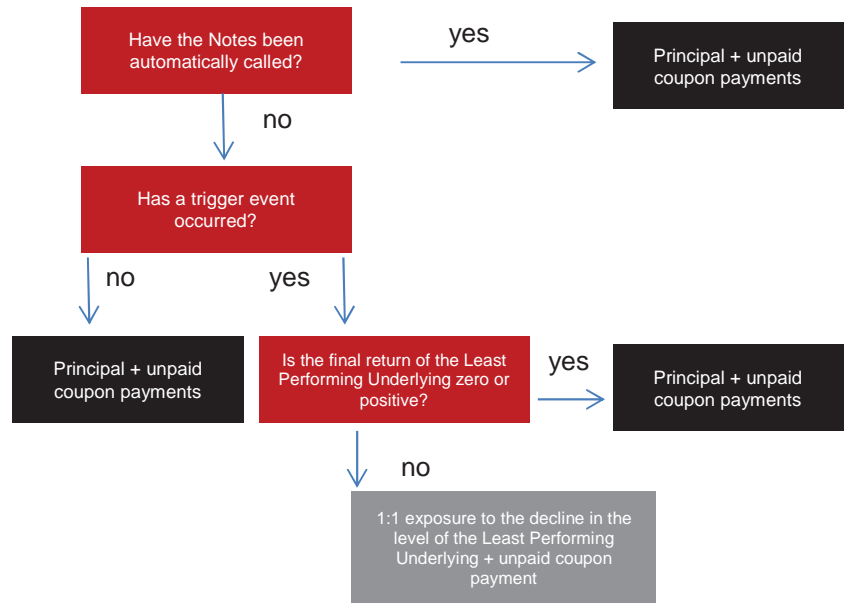 Have the Notes been
automatically called?
yes
Principal + unpaid
coupon payments
no
Has a trigger event
occurred?
no
yes
Principal + unpaid
coupon payments
Is the final return of the Least
Performing Underlying zero or
positive?
yes
Principal + unpaid
coupon payments
no
1:1 exposure to the decline in the
level of the Least Performing
Underlying + unpaid coupon
payment